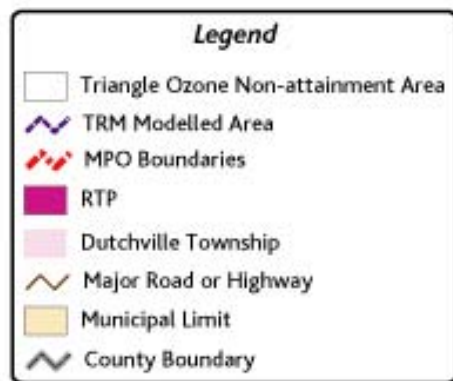 Legend
Triangle Ozone Non-attainment Area
TRM Modelled Area
MPO Boundaries
RTP
Dutchville Township
Major Road or Highway
Municipal Limit
County Boundary